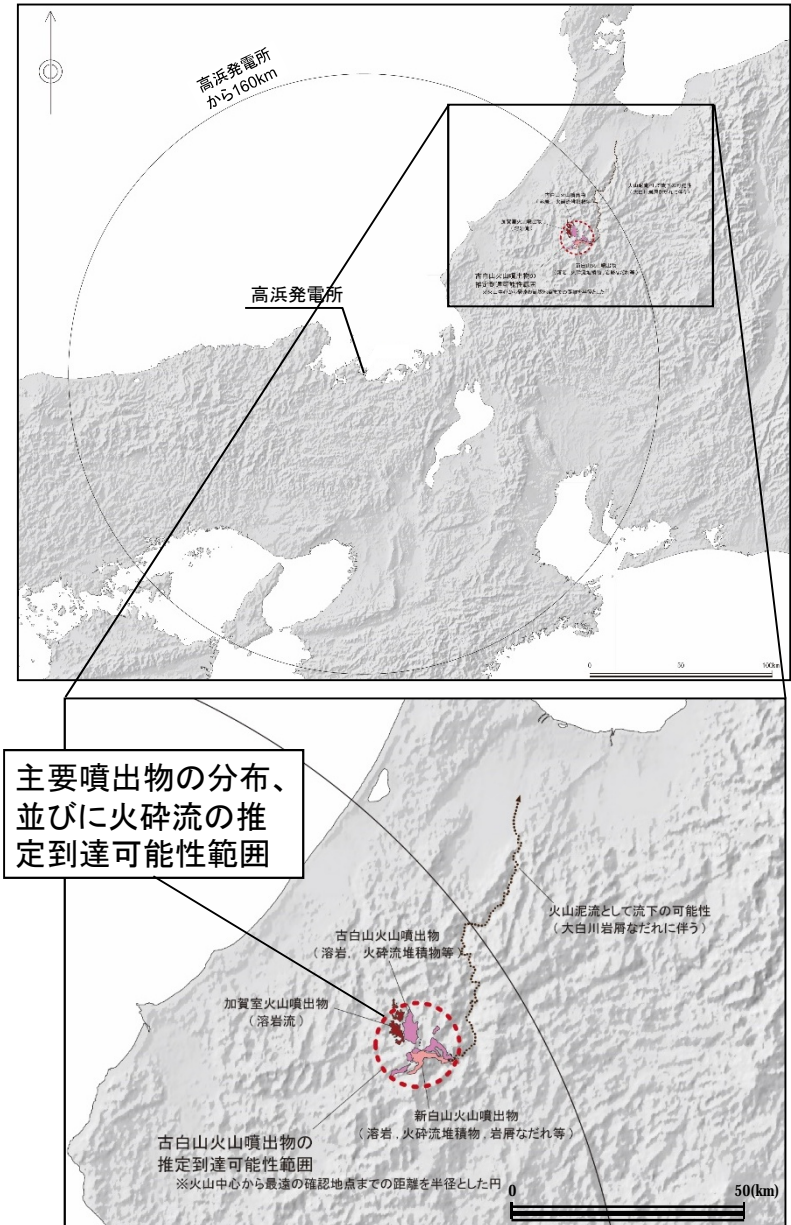 高浜発電所
から160km
高浜発電所
0 50 100km
主要噴出物の分布、
並びに火砕流の推
定到達可能性範囲
火山泥流として流下の可能性
（大白川岩屑なだれに伴う）
古白山火山噴出物
（溶岩、火砕流堆積物等）
加賀室火山噴出物
（溶岩流）
新白山火山噴出物
（溶岩、火砕流堆積物、岩屑なだれ等）
古白山火山噴出物の
推定到達可能性範囲
※火山中心から最遠の確認地点までの距離を半径とした円
0 50(km)